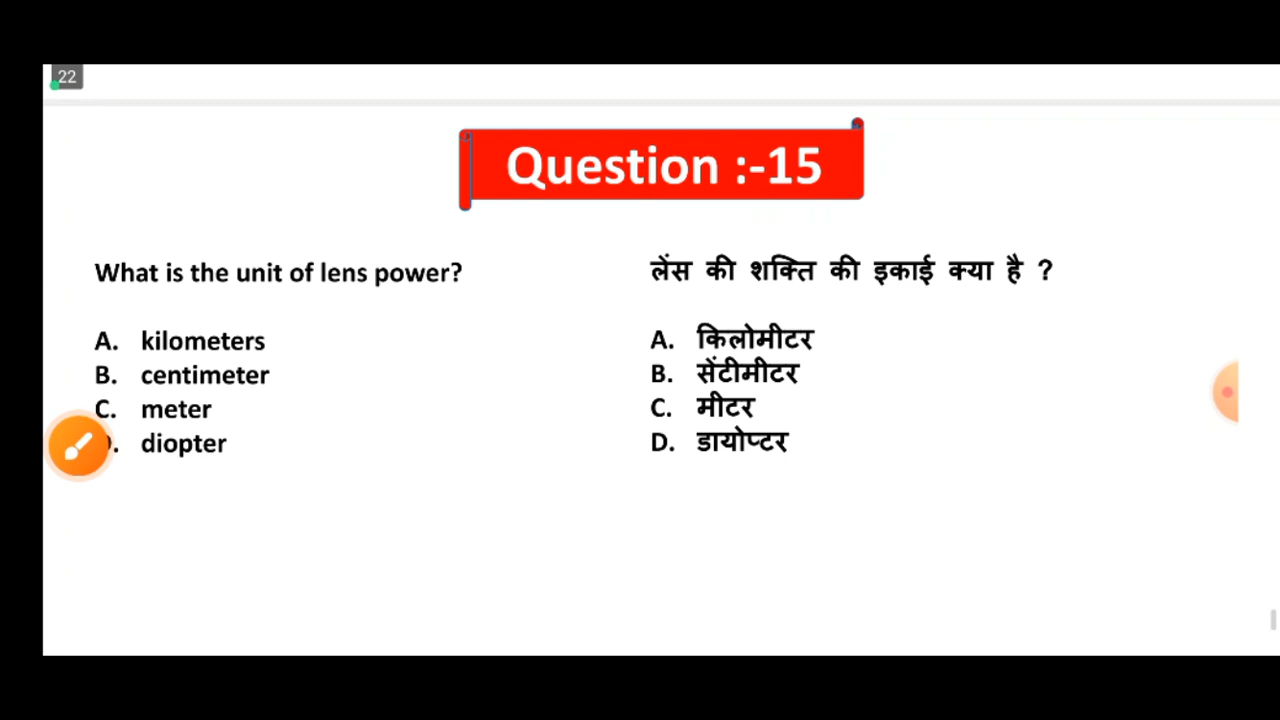 22
Question :-15
What is the unit of lens power?
A. kilometers
B. centimeter
C. meter
. diopter
लेंस की शक्ति की इकाई क्या है ?
A. किलोमीटर
B. सेंटीमीटर
C. मीटर
D. डायोप्टर